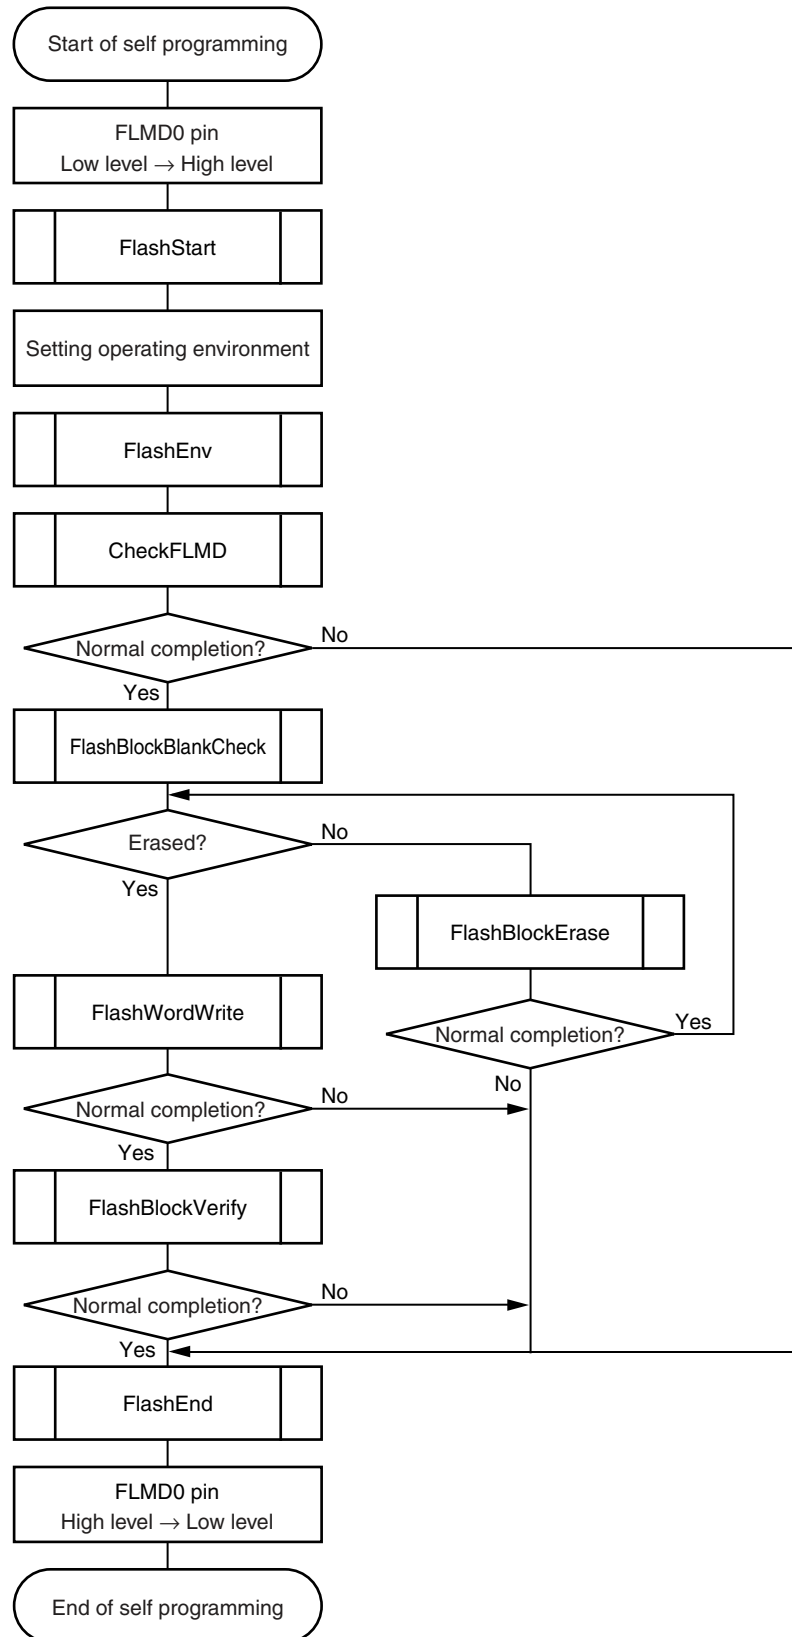 Start of self programming
FLMD0 pin
Low level → High level
FlashStart
Setting operating environment
FlashEnv
CheckFLMD
Normal completion?
No
Yes
FlashBlockBlankCheck
Erased?
No
Yes
FlashBlockErase
FlashWordWrite
Normal completion?
Yes
No
Normal completion?
No
Yes
FlashBlockVerify
Normal completion?
No
Yes
FlashEnd
FLMD0 pin
High level → Low level
End of self programming